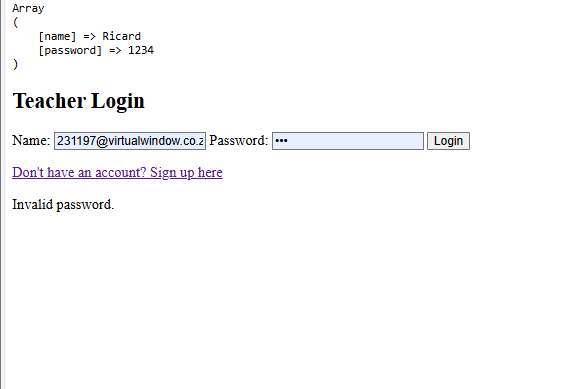 Array
(
[name] => Ricard
[password] => 1234
)
Teacher Login
Name: 231197@virtualwindow.co.z Password: ••• Login
Don't have an account? Sign up here
Invalid password.